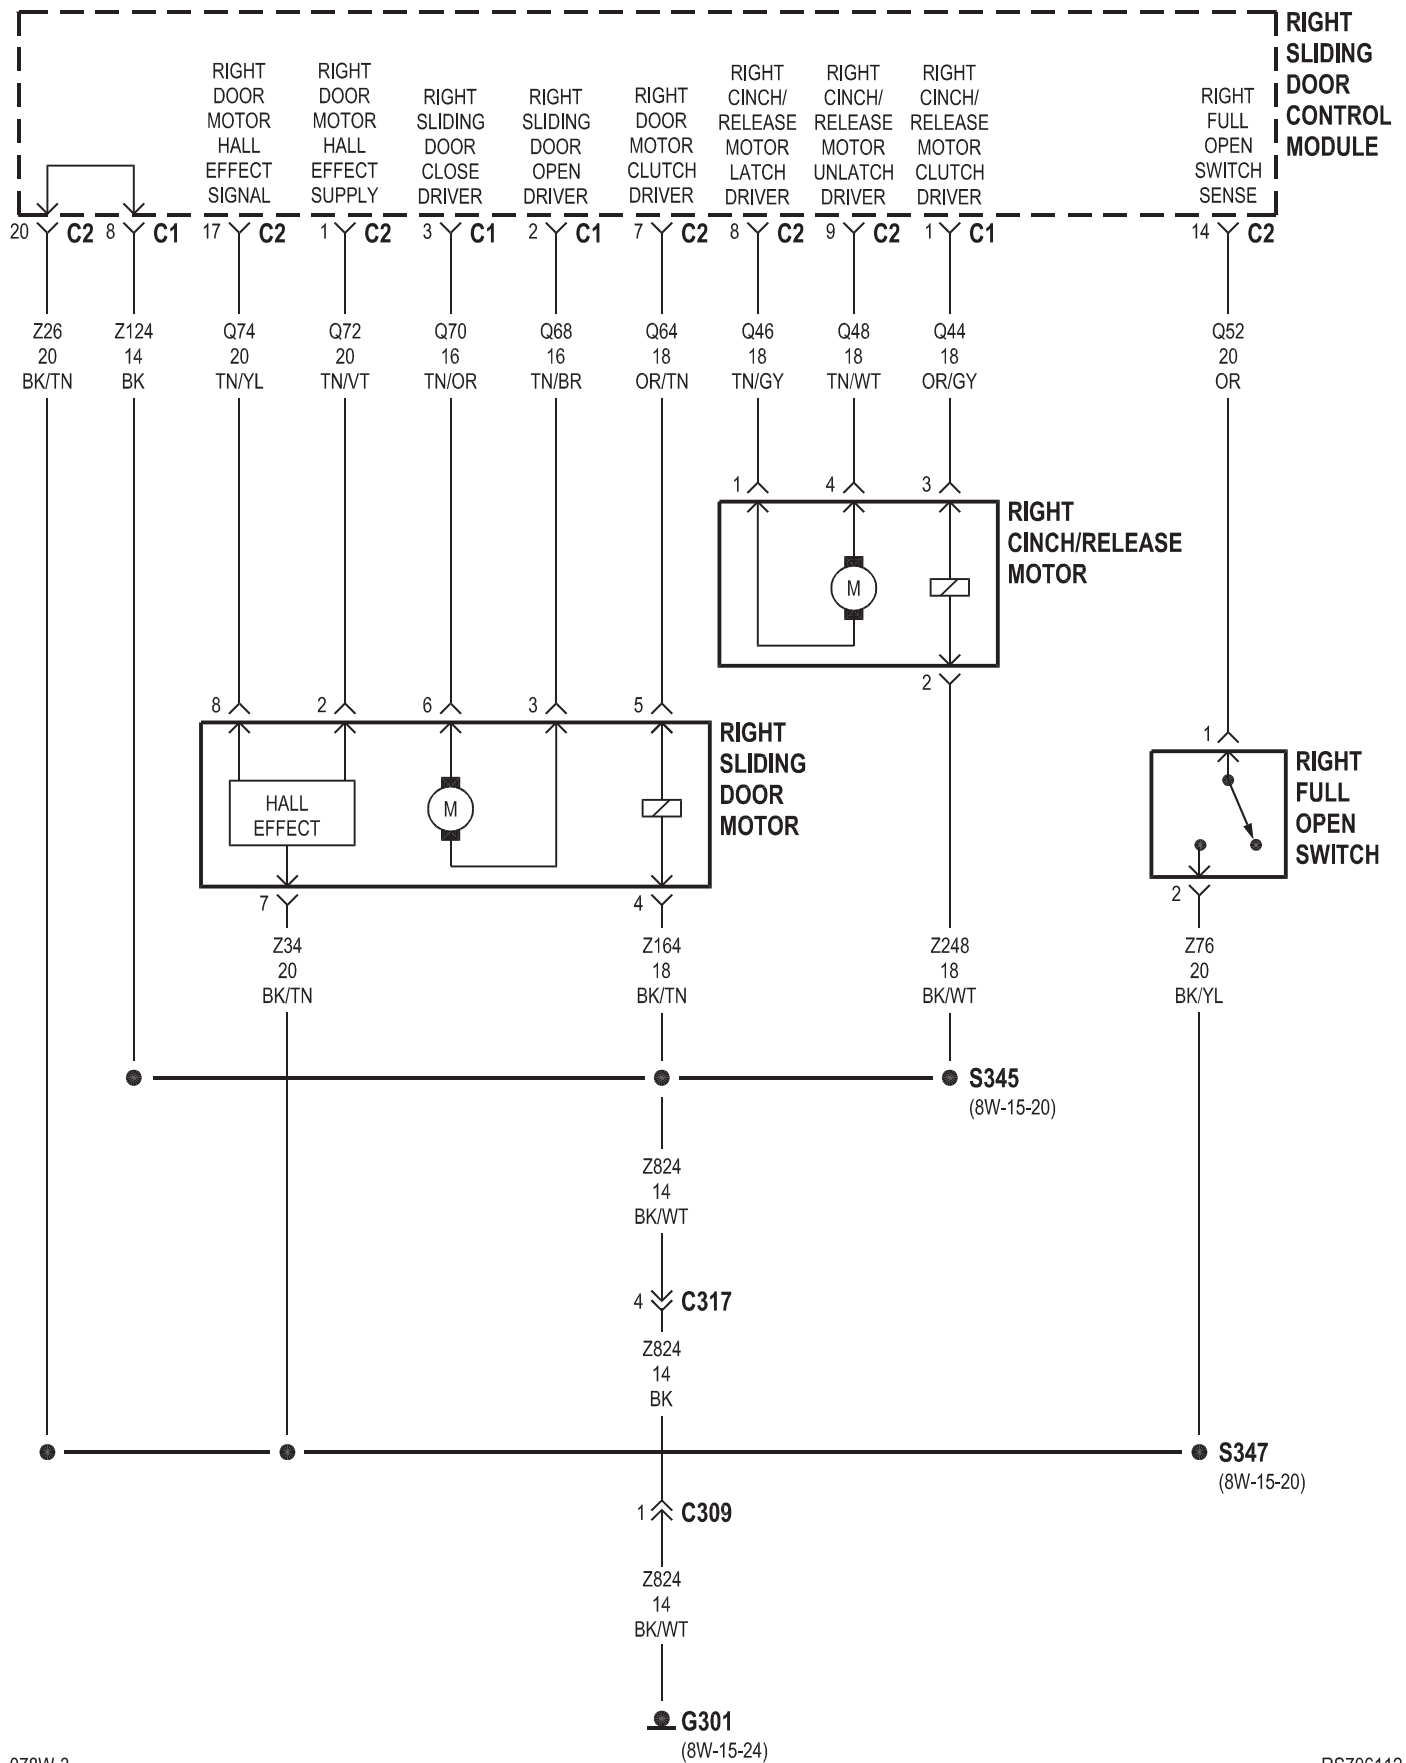 RIGHT
SLIDING
DOOR
CONTROL
MODULE
RIGHT
DOOR
MOTOR
HALL
EFFECT
SIGNAL
RIGHT
DOOR
MOTOR
HALL
EFFECT
SUPPLY
RIGHT
SLIDING
DOOR
CLOSE
DRIVER
RIGHT
SLIDING
DOOR
OPEN
DRIVER
RIGHT
DOOR
MOTOR
CLUTCH
DRIVER
RIGHT
CINCH/
RELEASE
MOTOR
LATCH
DRIVER
RIGHT
CINCH/
RELEASE
MOTOR
UNLATCH
DRIVER
RIGHT
CINCH/
RELEASE
MOTOR
CLUTCH
DRIVER
RIGHT
FULL
OPEN
SWITCH
SENSE
20 C2 8 C1 17 C2 1 C2 3 C1 2 C1 7 C2 8 C2 9 C2 1 C1 14 C2
Z26 Z124 Q74 Q72 Q70 Q68 Q64 Q46 Q48 Q44 Q52
20 14 20 20 16 16 18 18 18 18 20
BK/TN BK TN/YL TN/VT TN/OR TN/BR OR/TN TN/GY TN/WT OR/GY OR
1 4 3
RIGHT
CINCH/RELEASE
MOTOR
M
2
8 2 6 3 5
RIGHT
SLIDING
DOOR
MOTOR
HALL
EFFECT
M
7 4
1
RIGHT
FULL
OPEN
SWITCH
2
Z34 Z164 Z248 Z76
20 18 18 20
BK/TN BK/TN BK/WT BK/YL
S345
(8W-15-20)
Z824
14
BK/WT
4 C317
Z824
14
BK
S347
(8W-15-20)
1 C309
Z824
14
BK/WT
G301
(8W-15-24)